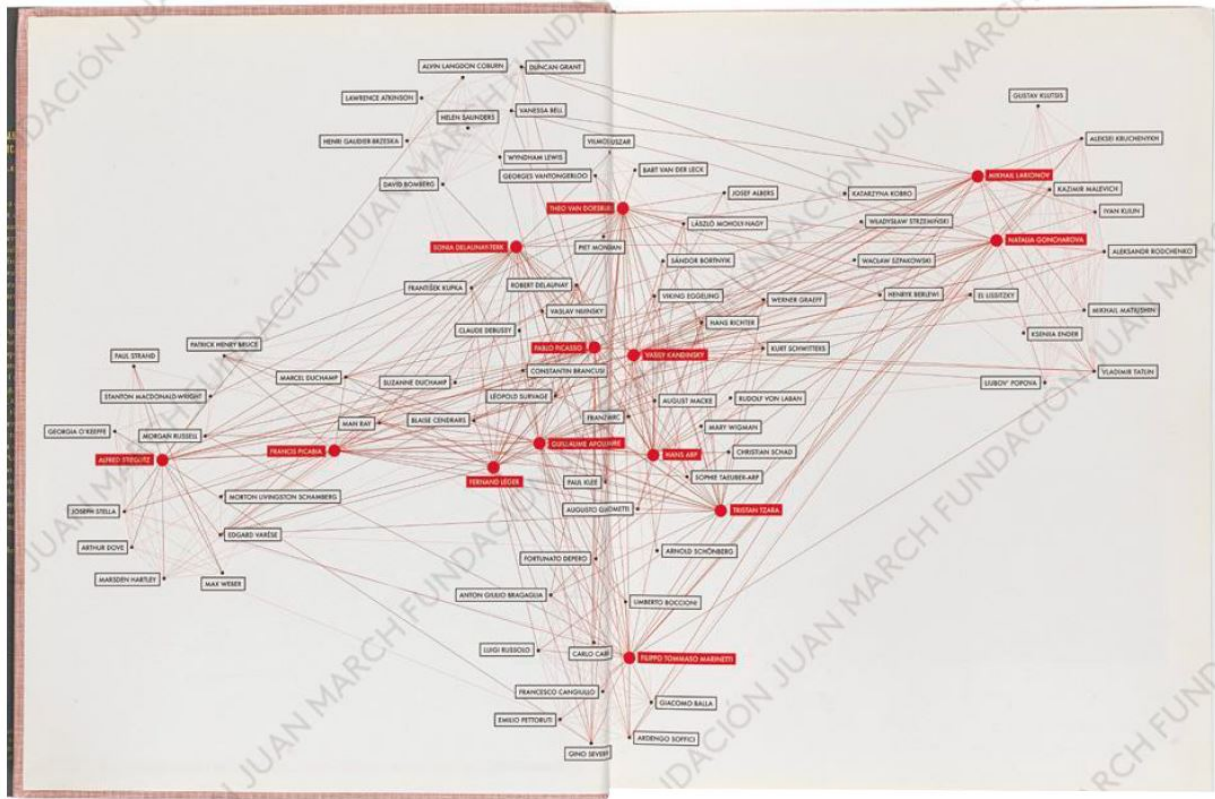 ALVIN LANGDON COBURN
DUNCAN GRANT
GUSTAV KLUTSIS
LAWRENCE ATKINSON
VANESSA BELL
HELEN SAUNDERS
HENRI GAUDIER-BRZESKA
ALEKSEI KRUCHENYKH
WYNDHAM LEWIS
BART VAN DER LECK
GEORGES VANTONGERLOO
MIKHAIL LARIONOV
DAVID BOMBERG
JOSEF ALBERS
KATARZYNA KOBRO
KAZIMIR MALEVICH
THEO VAN DOESBURG
IVAN KLIUN
LÁSZLÓ MOHOLY-NAGY
WŁADYSŁAW STRZEMIŃSKI
NATALIA GONCHAROVA
SONIA DELAUNAY-TERK
PIET MONDRIAN
ALEKSANDR RODCHENKO
SÁNDOR BORTNYIK
WACŁAW SZPAKOWSKI
FRANTIŠEK KUPKA
ROBERT DELAUNAY
VIKING EGGELING
WERNER GRAEFF
HENRYK BERLEWI
EL LISSITZKY
VASLAV NIJINSKY
MIKHAIL MATIUSHIN
HANS RICHTER
CLAUDE DEBUSSY
KSENIIA ENDER
PATRICK HENRY BRUCE
PABLO PICASSO
VASILY KANDINSKY
KURT SCHWITTERS
PAUL STRAND
CONSTANTIN BRANCUSI
VLADIMIR TATLIN
MARCEL DUCHAMP
SUZANNE DUCHAMP
LIUBOV' POPOVA
STANTON MACDONALD-WRIGHT
LÉOPOLD SURVAGE
AUGUST MACKE
RUDOLF VON LABAN
BLAISE CENDRARS
FRANZ MARC
MAN RAY
MARY WIGMAN
GEORGIA O'KEEFFE
MORGAN RUSSELL
GUILLAUME APOLLINAIRE
FRANCIS PICABIA
CHRISTIAN SCHAD
HANS ARP
ALFRED STIEGLITZ
FERNAND LÉGER
PAUL KLEE
SOPHIE TAEUBER-ARP
MORTON LIVINGSTON SCHAMBERG
JOSEPH STELLA
AUGUSTO GIACOMETTI
TRISTAN TZARA
EDGARD VARÈSE
ARTHUR DOVE
ARNOLD SCHÖNBERG
FORTUNATO DEPERO
MARSDEN HARTLEY
MAX WEBER
ANTON GIULIO BRAGAGLIA
UMBERTO BOCCIONI
LUIGI RUSSOLO
CARLO
FILIPPO TOMMASO MARINETTI
FRANCESCO CANGIULLO
GIACOMO BALLA
EMILIO PETTORUTI
ARDENGO SOFFICI
GINO
FUNDACIÓN JUAN MARCH